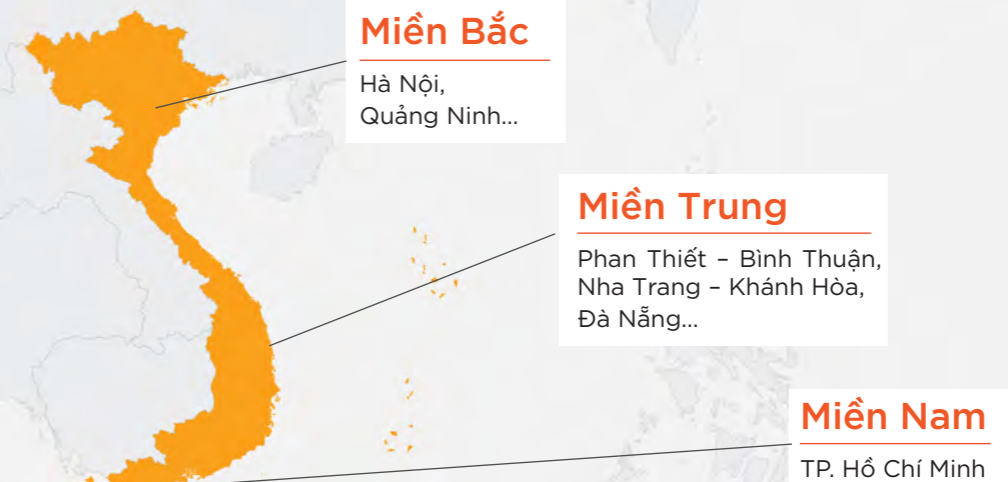 Miền Bắc
Hà Nội,
Quảng Ninh...
Miền Trung
Phan Thiết – Bình Thuận,
Nha Trang – Khánh Hòa,
Đà Nẵng...
Miền Nam
TP. Hồ Chí Minh